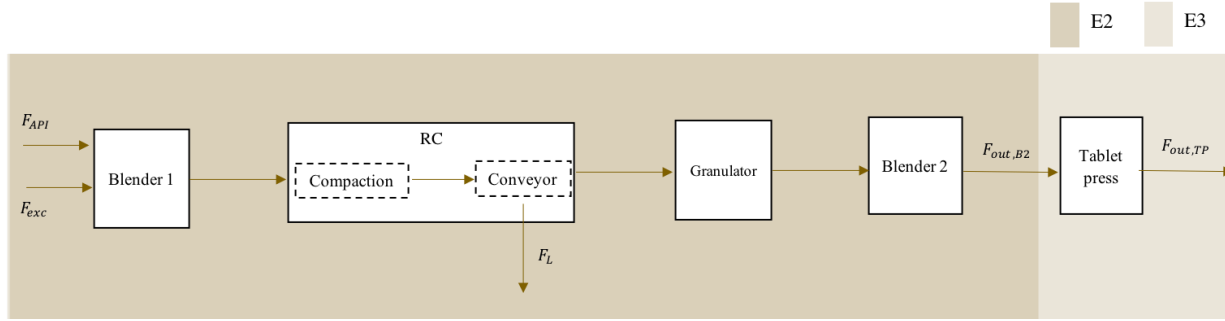 E2
E3
F_API
F_exc
Blender 1
RC
Compaction
Conveyor
F_L
Granulator
Blender 2
F_out,B2
Tablet
press
F_out,TP